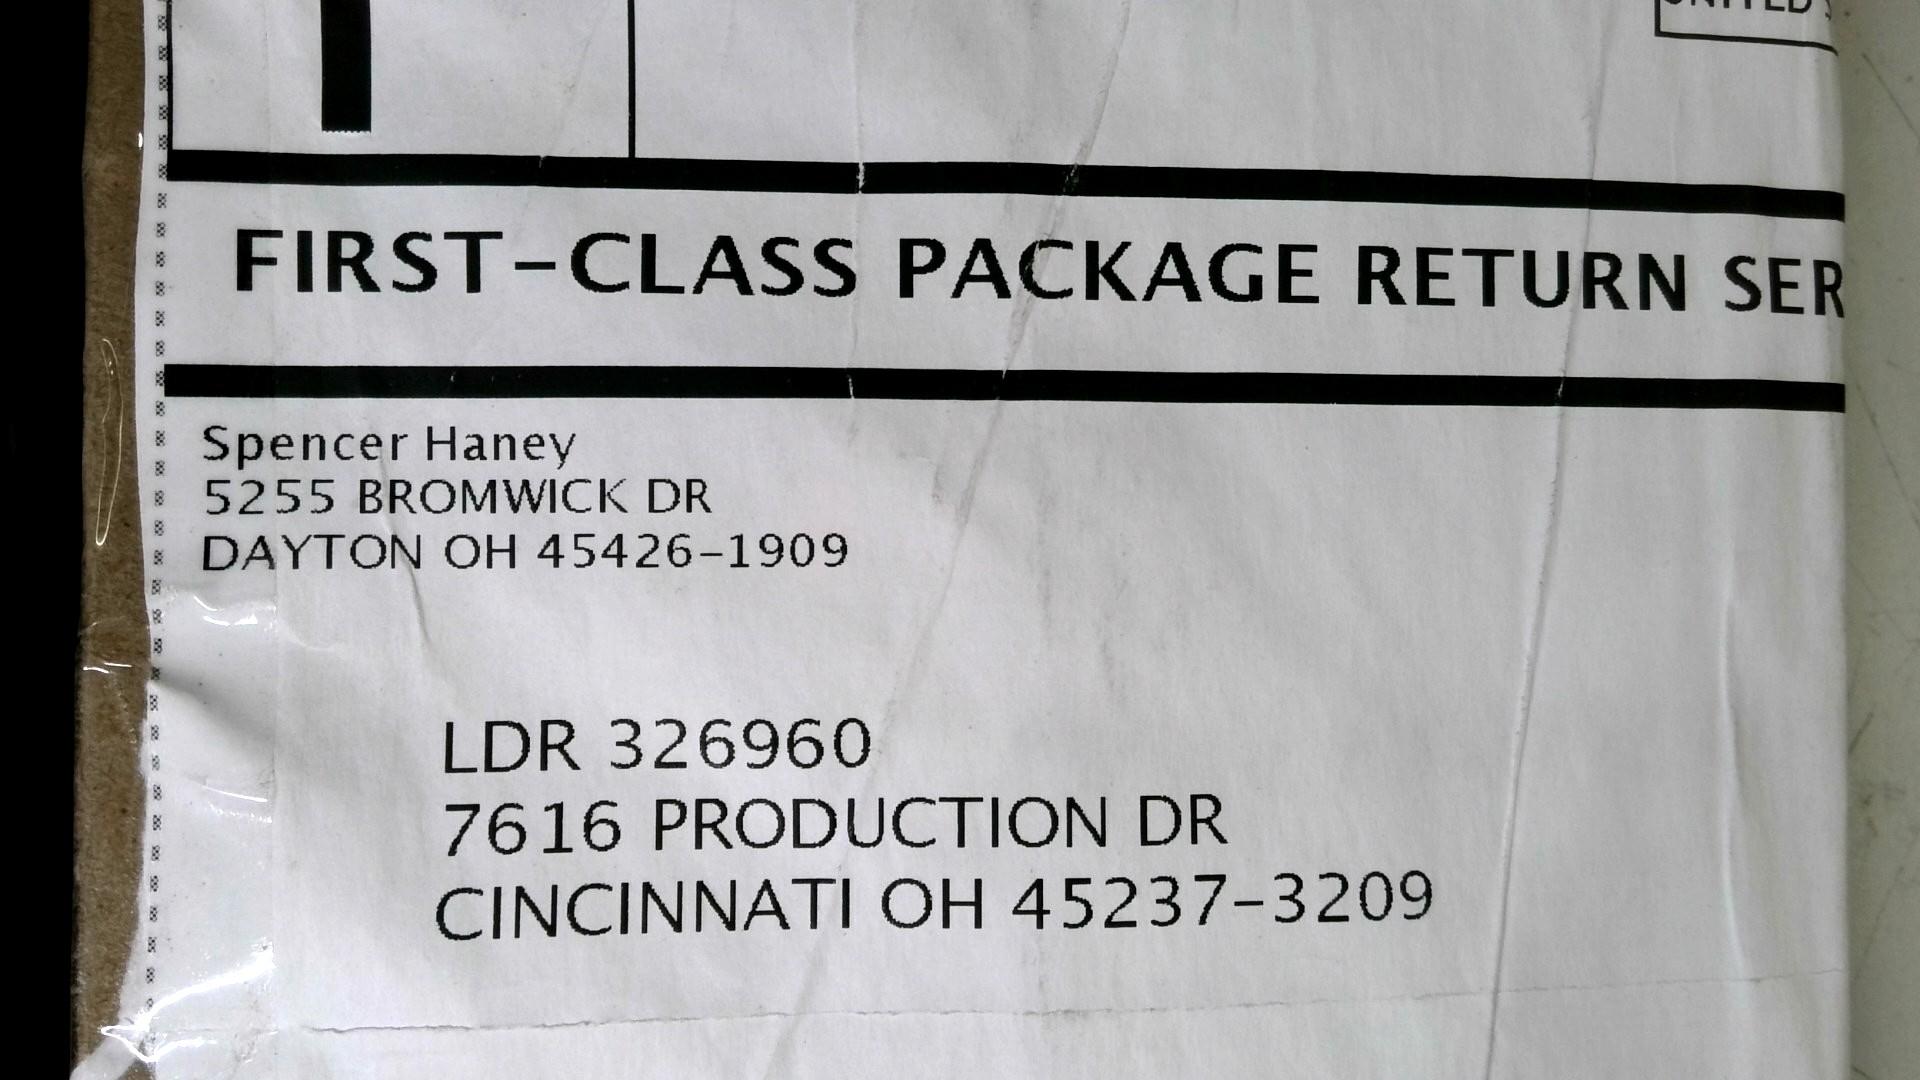 UNITED
FIRST-CLASS PACKAGE RETURN SER
Spencer Haney
5255 BROMWICK DR
DAYTON OH 45426-1909
LDR 326960
7616 PRODUCTION DR
CINCINNATI OH 45237-3209